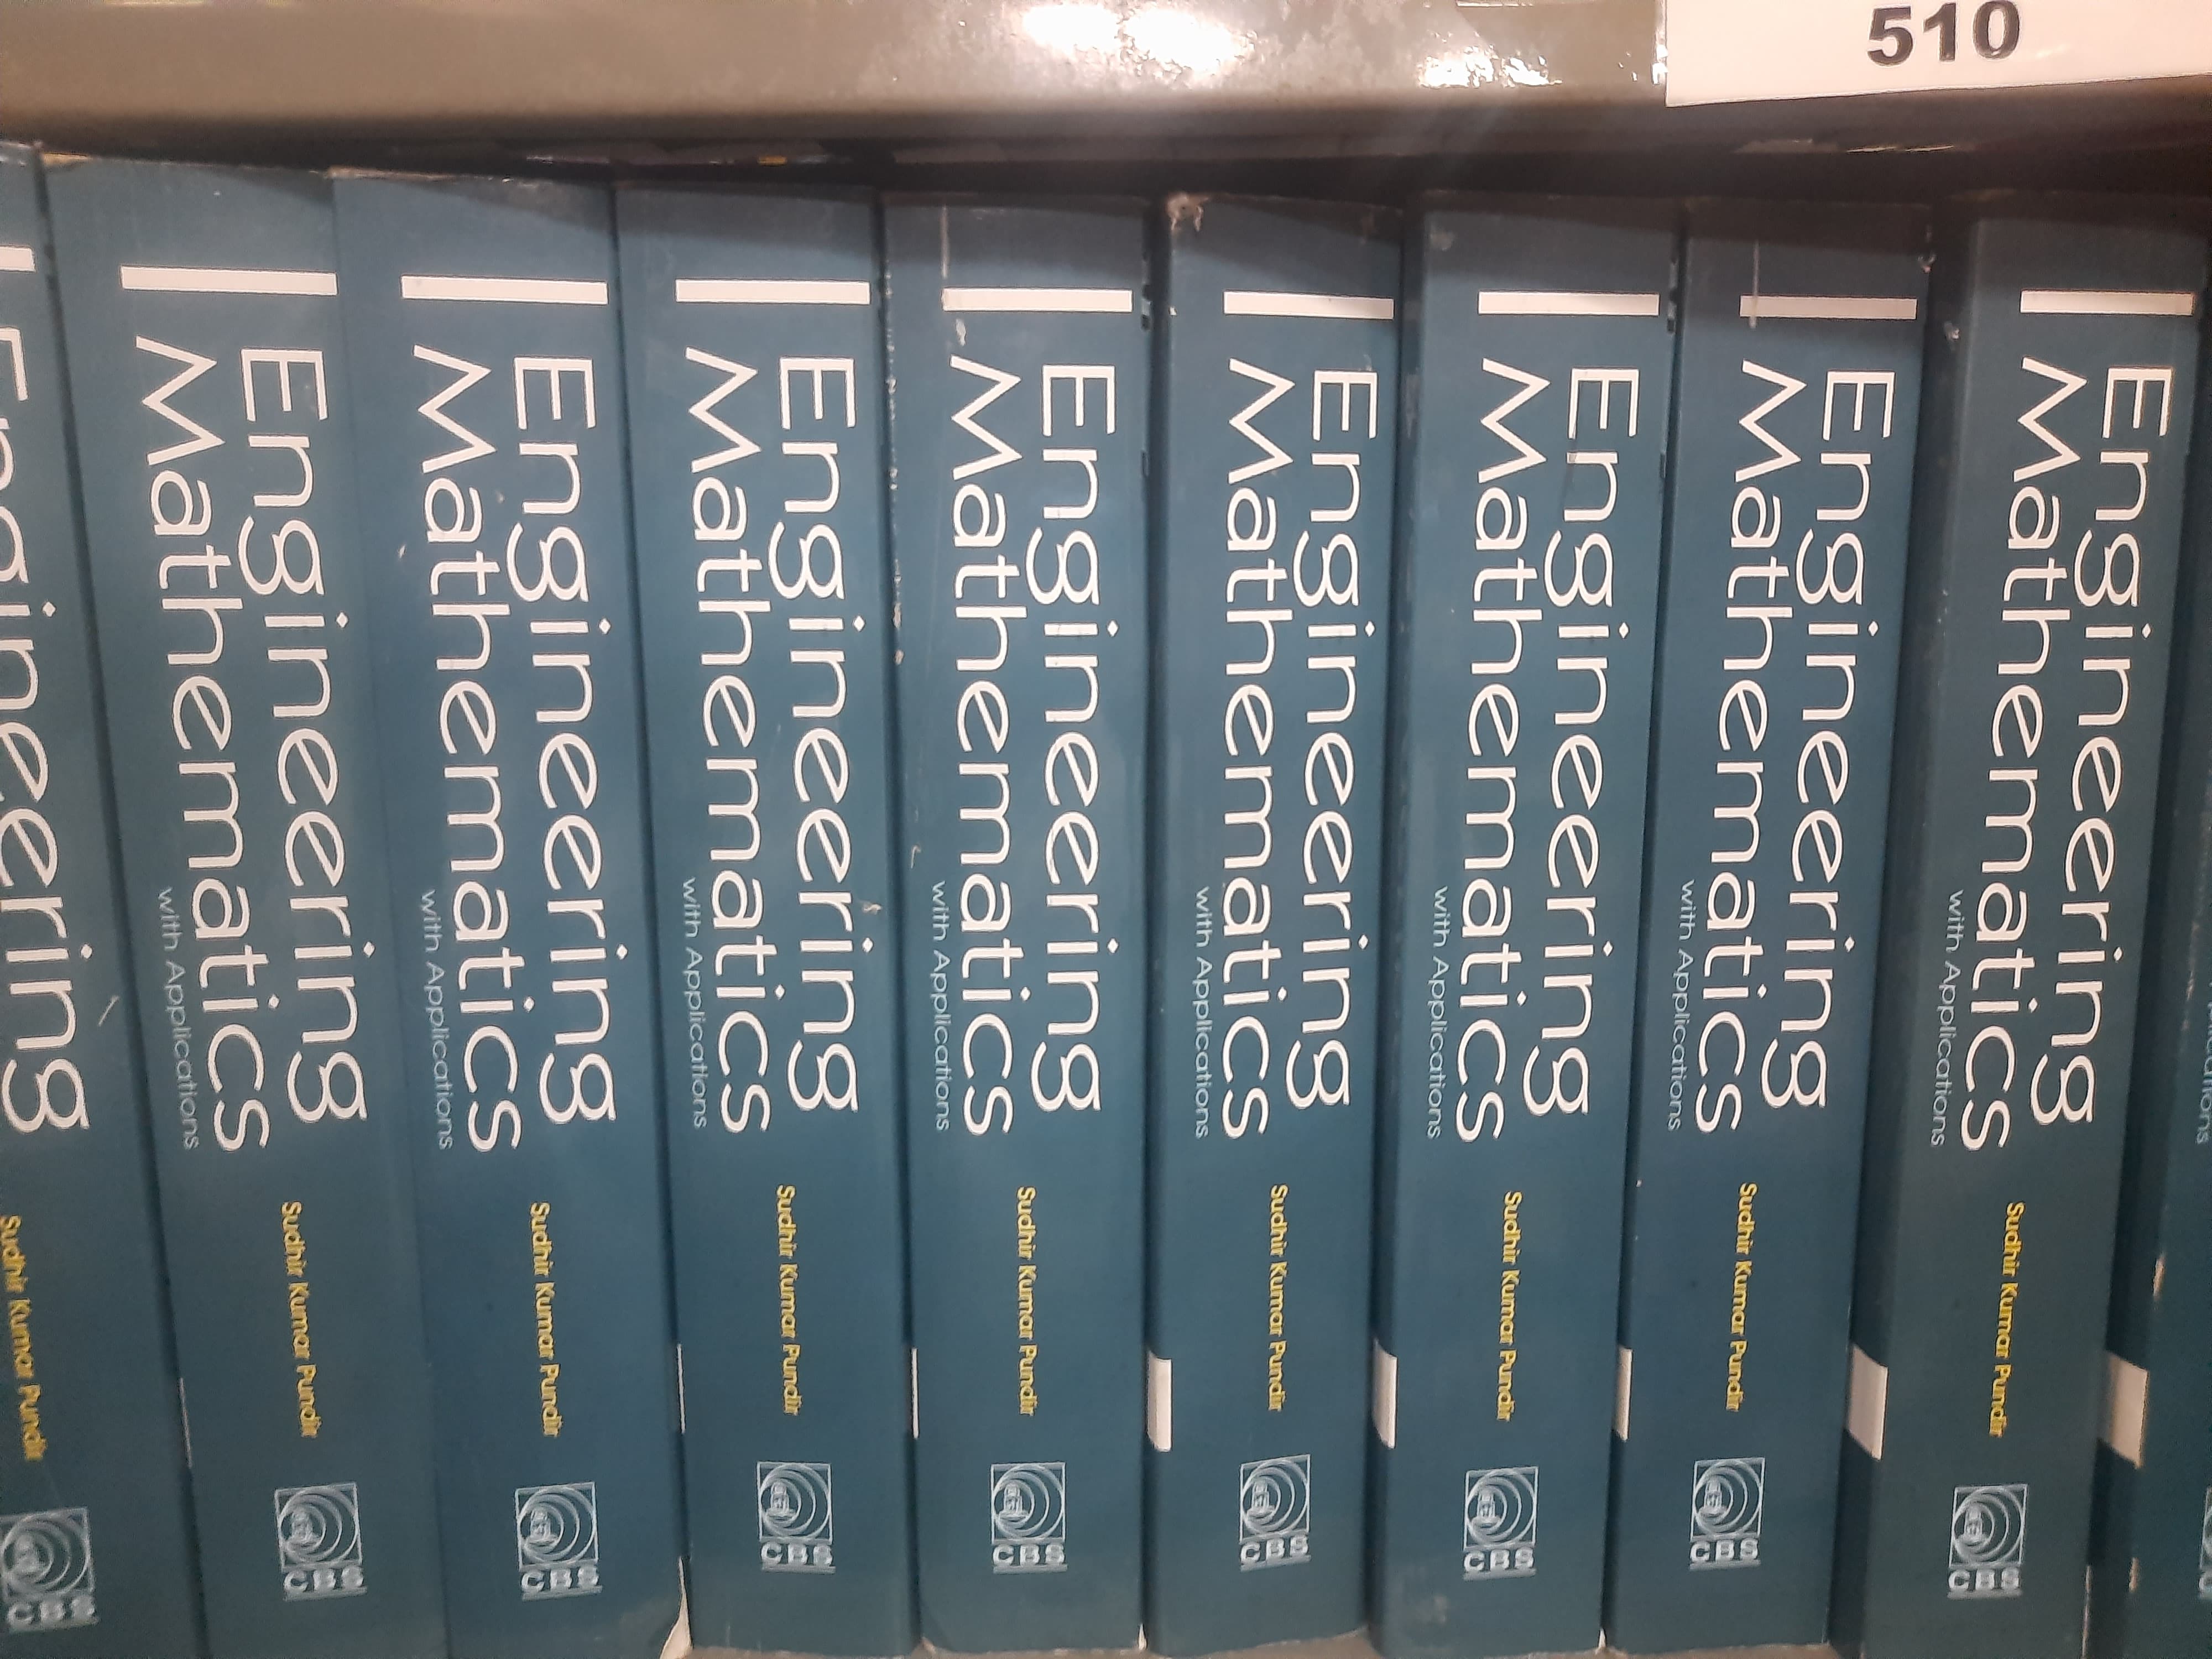 510
Engineering
Sudhir Kumar Pundir
CBS
Engineering
Mathematics
with Applications
Sudhir Kumar Pundir
CBS
Engineering
Mathematics
with Applications
Sudhir Kumar Pundir
CBS
Engineering
Mathematics
with Applications
Sudhir Kumar Pundir
CBS
Engineering
Mathematics
with Applications
Sudhir Kumar Pundir
CBS
Engineering
Mathematics
with Applications
Sudhir Kumar Pundir
CBS
Engineering
Mathematics
with Applications
Sudhir Kumar Pundir
CBS
Engineering
Mathematics
with Applications
Sudhir Kumar Pundir
CBS
Engineering
Mathematics
with Applications
Sudhir Kumar Pundir
CBS